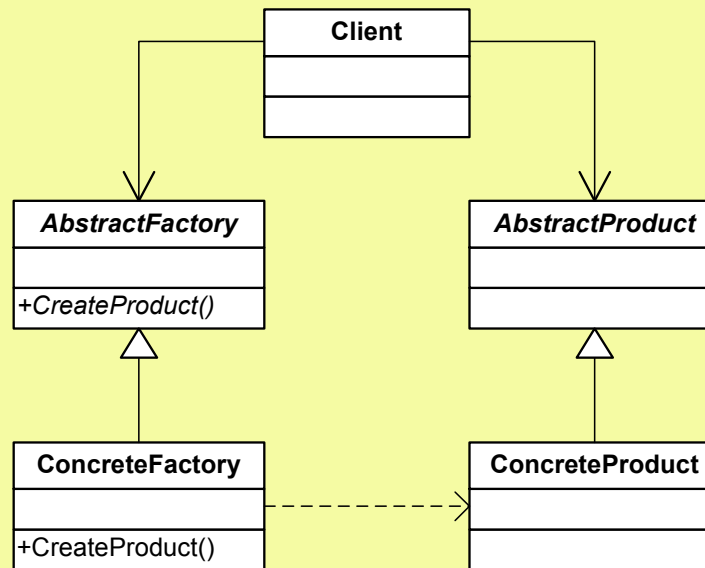 Client
AbstractFactory
AbstractProduct
+CreateProduct()
ConcreteFactory
ConcreteProduct
+CreateProduct()